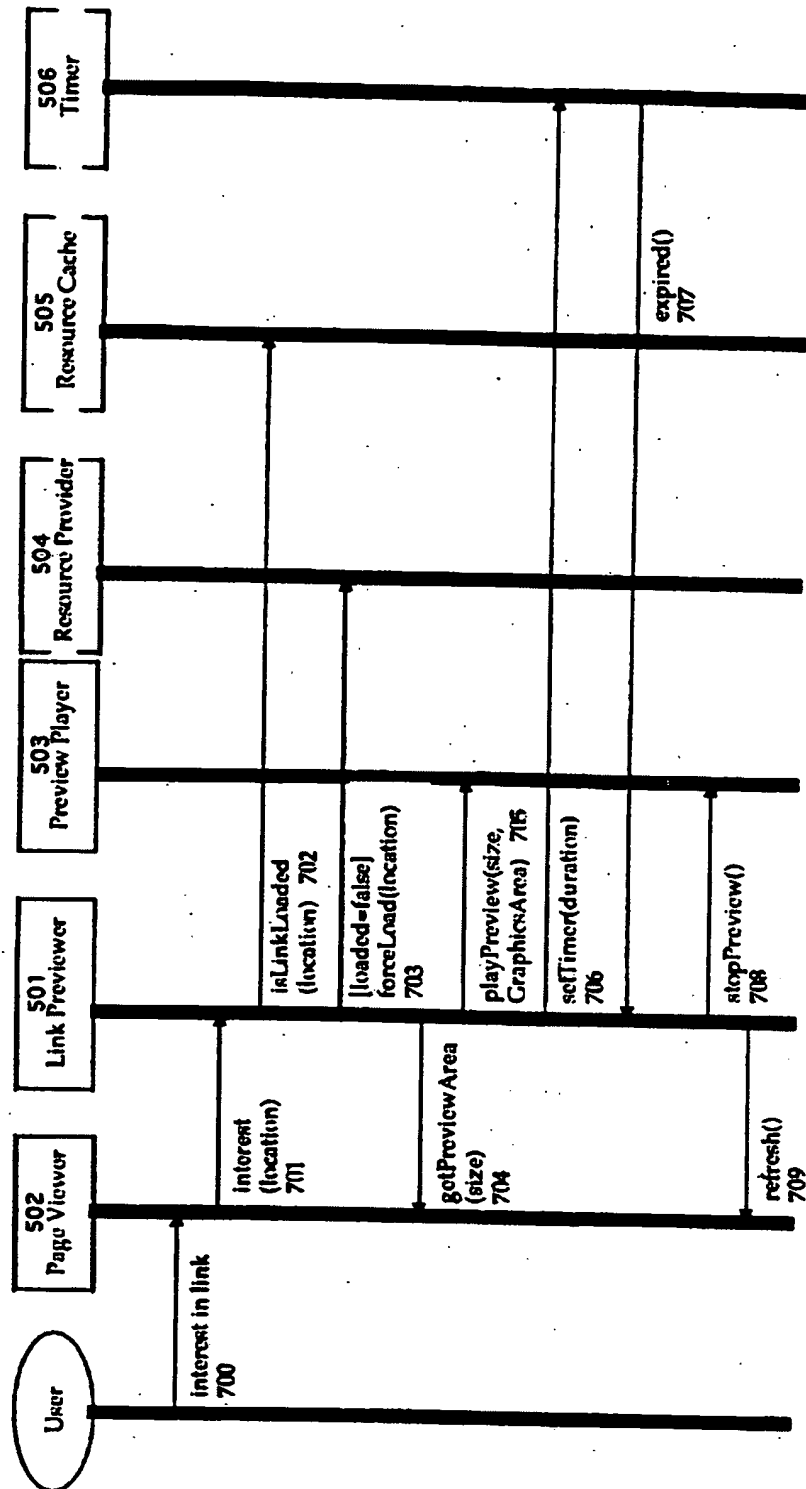 User
502
Page Viewer
501
Link Previewer
503
Preview Player
504
Resource Provider
505
Resource Cache
506
Timer
interest in link
700
interest
(location)
701
isLinkLoaded
(location) 702
[loaded=false]
forceLoad(location)
703
getPreviewArea
(size)
704
playPreview(size,
GraphicsArea) 705
setTimer(duration)
706
expired()
707
stopPreview()
708
refresh()
709